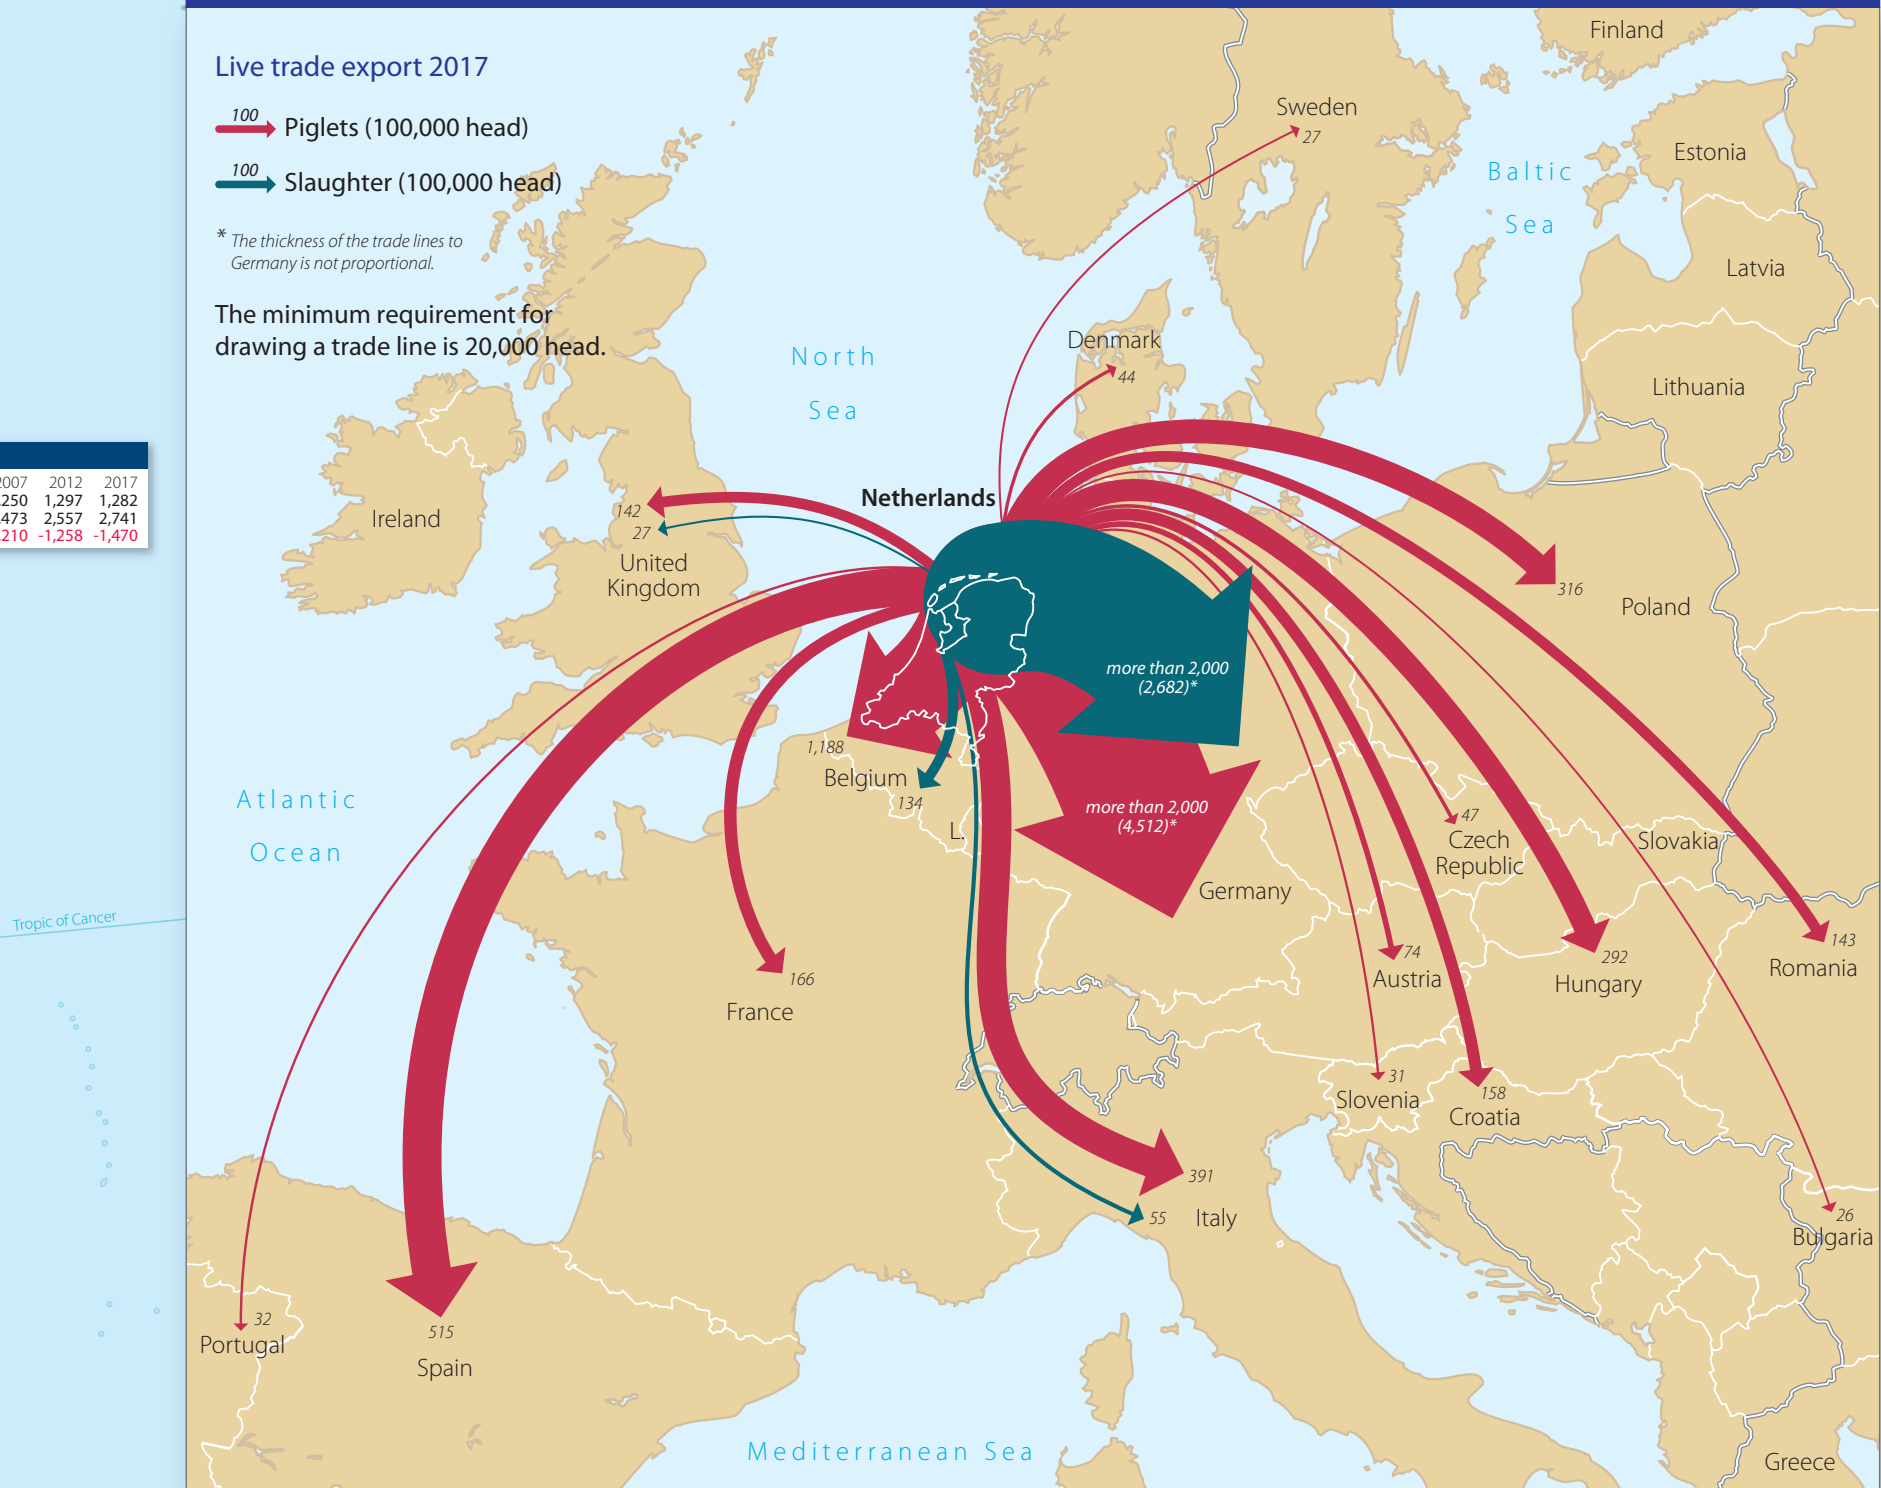 Live trade export 2017
100
Piglets (100,000 head)
100
Slaughter (100,000 head)
* The thickness of the trade lines to
Germany is not proportional.
The minimum requirement for
drawing a trade line is 20,000 head.
2007 2012 2017
250 1,297 1,282
473 2,557 2,741
210 -1,258 -1,470
Tropic of Cancer
Finland
Sweden
27
Baltic
Sea
Estonia
Latvia
Lithuania
North
Sea
Denmark
44
Netherlands
Ireland
142
27
United
Kingdom
316
Poland
more than 2,000
(2,682)*
1,188
Belgium
134
L.
more than 2,000
(4,512)*
Germany
Atlantic
Ocean
47
Czech
Republic
Slovakia
74
Austria
292
Hungary
143
Romania
166
France
31
Slovenia
158
Croatia
391
55
Italy
26
Bulgaria
32
Portugal
515
Spain
Mediterranean Sea
Greece